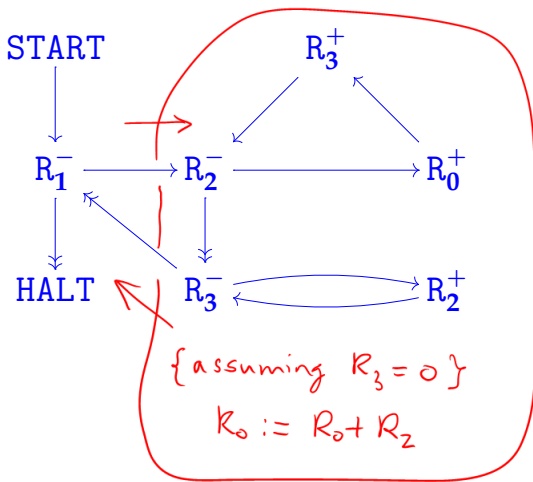 START R₃⁺
R₁⁻ R₂⁻ R₀⁺
HALT R₃⁻ R₂⁺
{assuming R₃=0}
R₀ := R₀+R₂